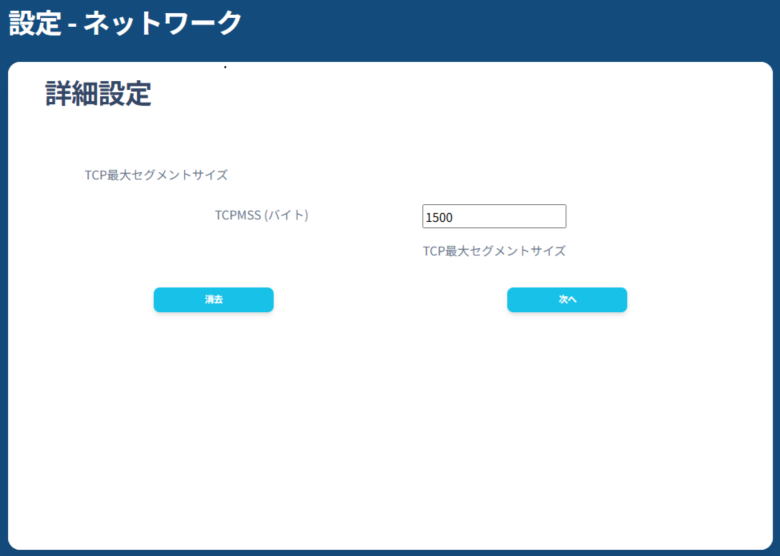 設定 - ネットワーク
詳細設定
TCP最大セグメントサイズ
TCPMSS (バイト)
1500
TCP最大セグメントサイズ
消去
次へ